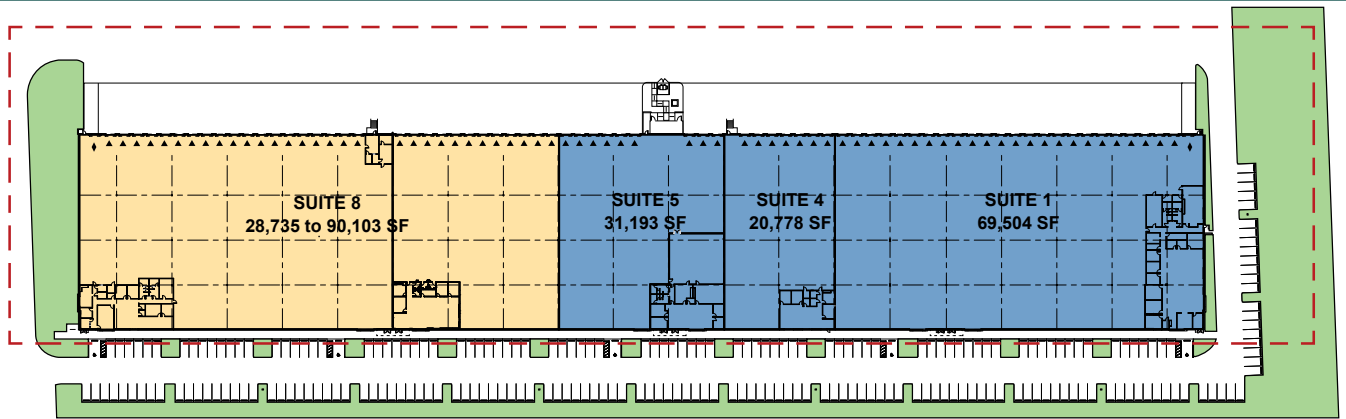 SUITE 8
28,735 to 90,103 SF
SUITE 5
31,193 SF
SUITE 4
20,778 SF
SUITE 1
69,504 SF